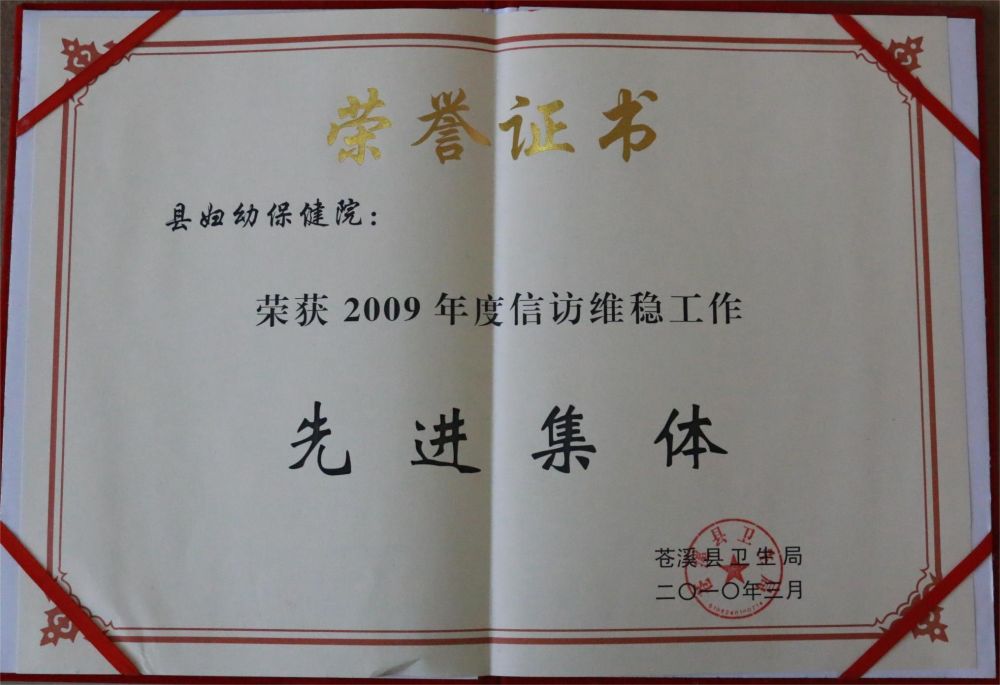 荣誉证书
县妇幼保健院：
荣获 2009 年度信访维稳工作
先进集体
苍溪县卫生局
二〇一〇年三月